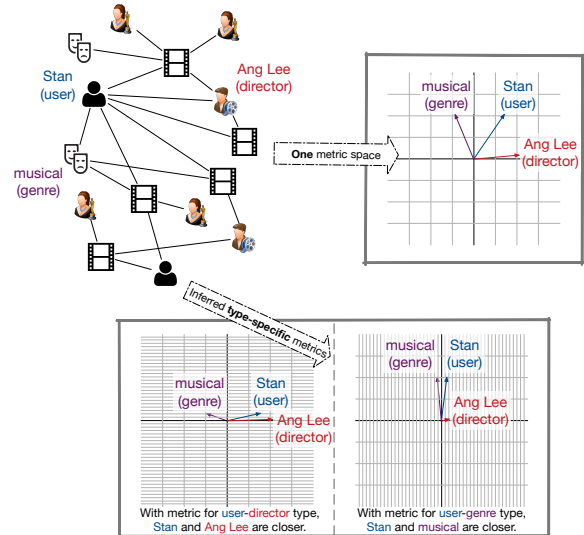 Stan
(user)
Ang Lee
(director)
musical
(genre)
One metric space
musical
(genre)
Stan
(user)
Ang Lee
(director)
Inferred type-specific metrics
musical
(genre)
Stan
(user)
Ang Lee
(director)
With metric for user-director type,
Stan and Ang Lee are closer.
musical
(genre)
Stan
(user)
Ang Lee
(director)
With metric for user-genre type,
Stan and musical are closer.